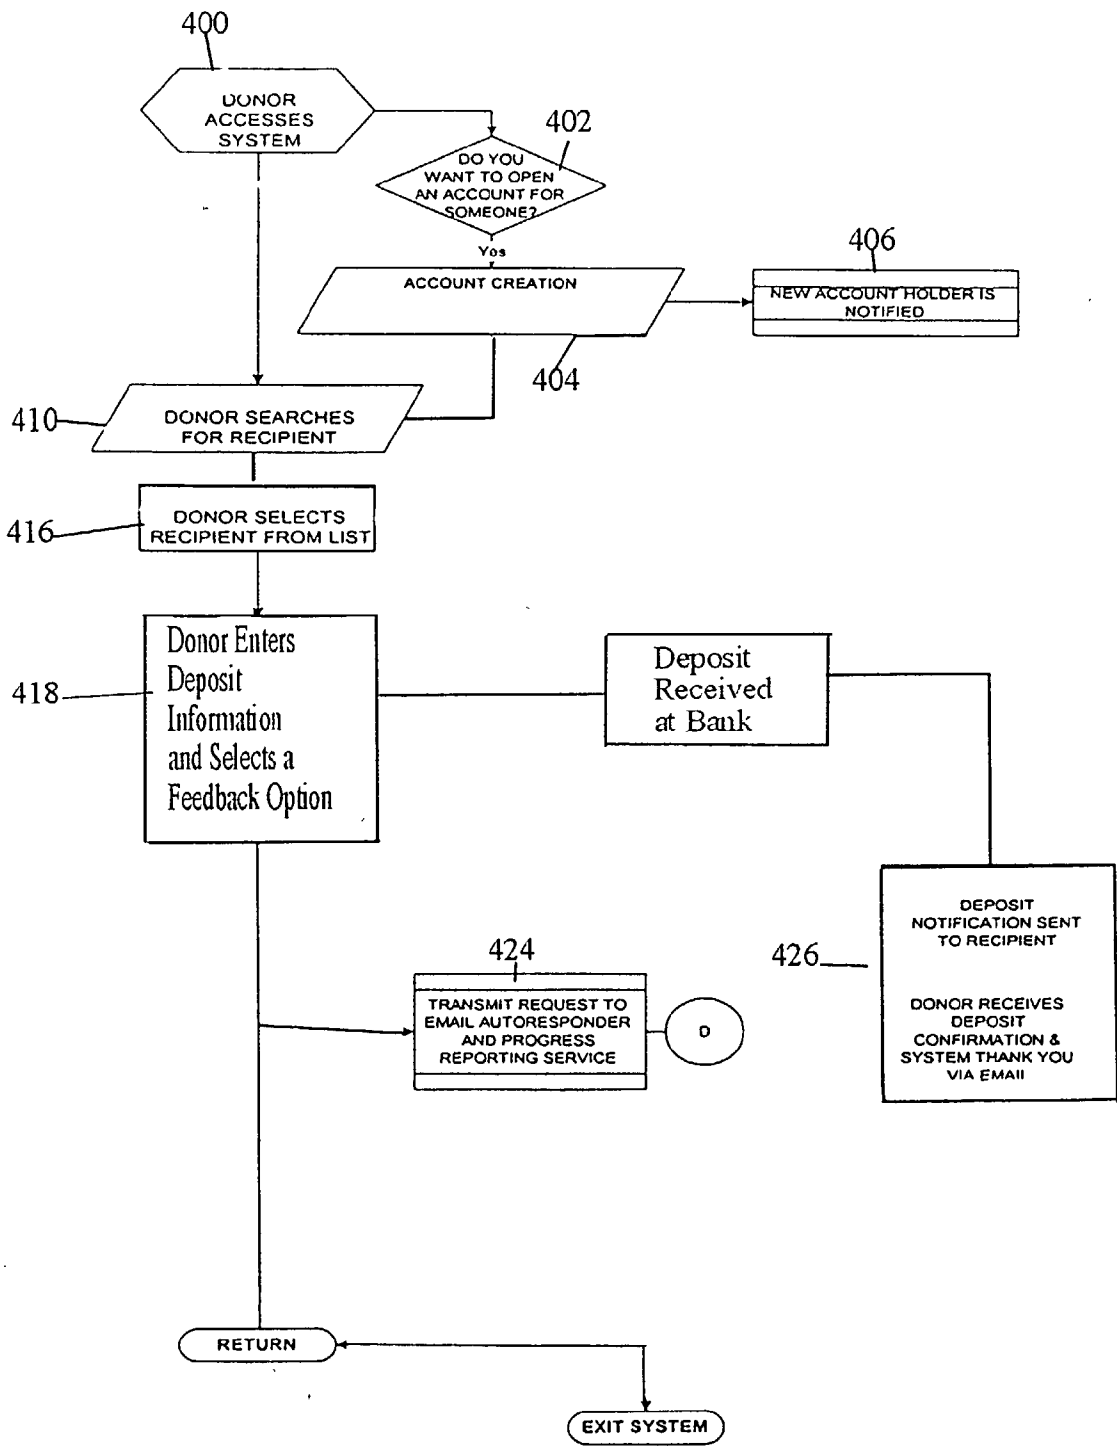 400
DONOR
ACCESSES
SYSTEM
402
DO YOU
WANT TO OPEN
AN ACCOUNT FOR
SOMEONE?
Yes
406
ACCOUNT CREATION
NEW ACCOUNT HOLDER IS
NOTIFIED
404
410
DONOR SEARCHES
FOR RECIPIENT
416
DONOR SELECTS
RECIPIENT FROM LIST
418
Donor Enters
Deposit
Information
and Selects a
Feedback Option
Deposit
Received
at Bank
424
TRANSMIT REQUEST TO
EMAIL AUTORESPONDER
AND PROGRESS
REPORTING SERVICE
D
426
DEPOSIT
NOTIFICATION SENT
TO RECIPIENT
DONOR RECEIVES
DEPOSIT
CONFIRMATION &
SYSTEM THANK YOU
VIA EMAIL
RETURN
EXIT SYSTEM